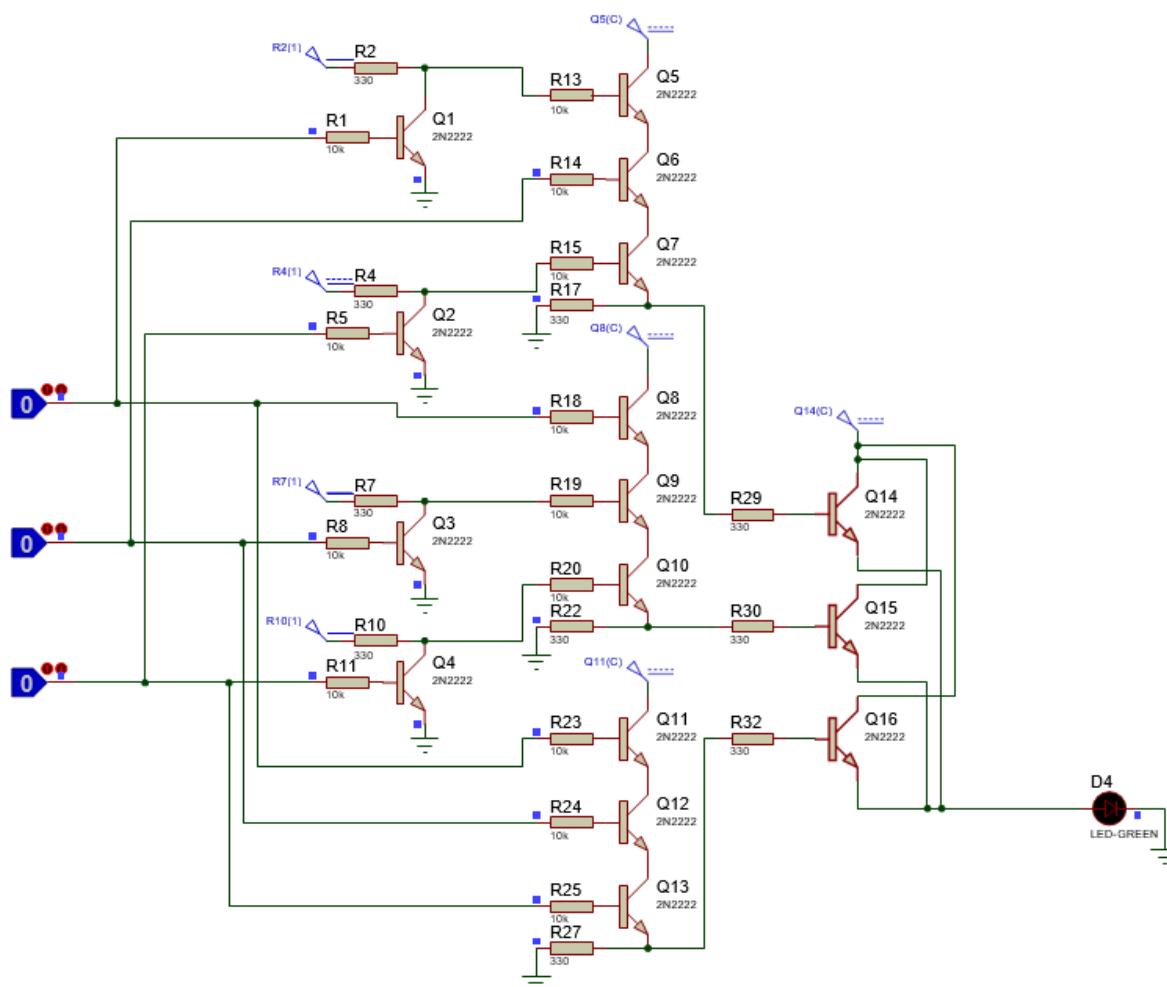 Q5(C)
R2(1)
R2
330
R13
10k
Q5
2N2222
R1
10k
Q1
2N2222
R14
10k
Q6
2N2222
R4(1)
R4
330
R15
10k
Q7
2N2222
R17
330
R5
10k
Q2
2N2222
Q8(C)
0
R18
10k
Q8
2N2222
Q14(C)
R7(1)
R7
330
R19
10k
Q9
2N2222
R29
330
Q14
2N2222
0
R8
10k
Q3
2N2222
R20
10k
Q10
2N2222
R10(1)
R10
330
R22
330
R30
330
Q15
2N2222
0
R11
10k
Q4
2N2222
Q11(C)
R23
10k
Q11
2N2222
R32
330
Q16
2N2222
D4
LED-GREEN
R24
10k
Q12
2N2222
R25
10k
Q13
2N2222
R27
330